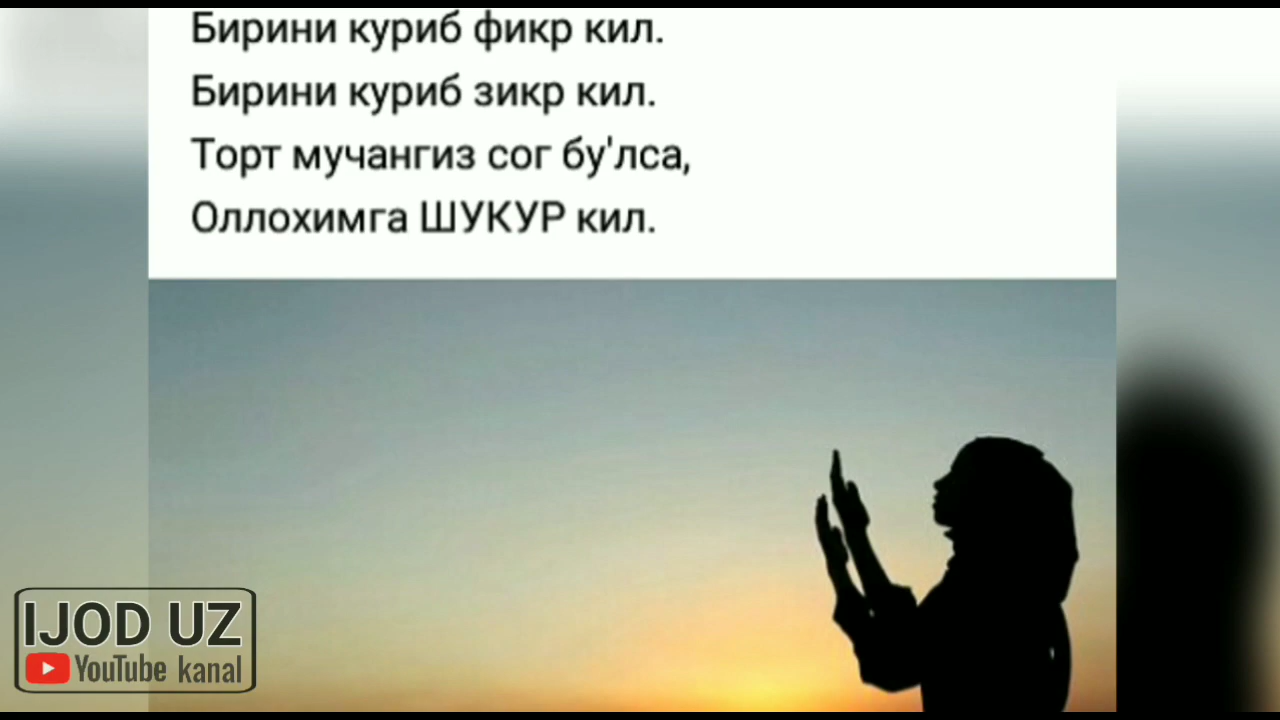 Бирини куриб фикр кил.
Бирини куриб зикр кил.
Торт мучангиз сог бу'лса,
Оллохимга ШУКУР кил.
IJOD UZ
YouTube kanal